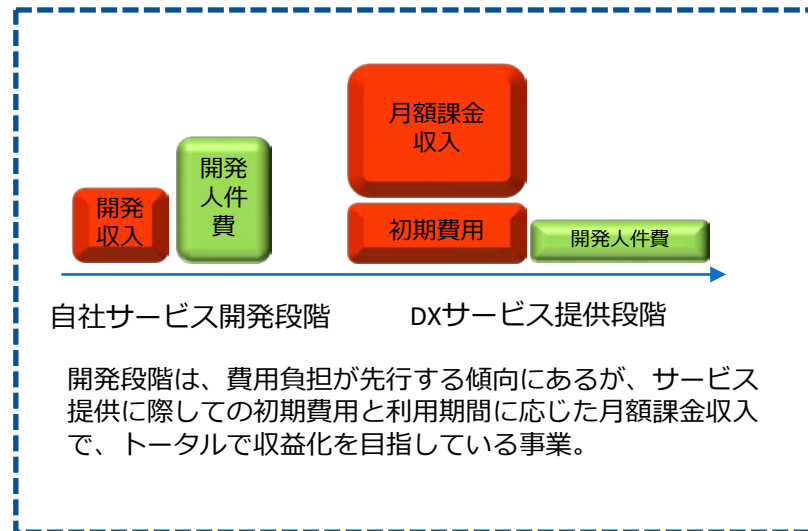 月額課金
収入
開発
人件
費
開発
収入
初期費用
開発人件費
自社サービス開発段階
DXサービス提供段階
開発段階は、費用負担が先行する傾向にあるが、サービス
提供に際しての初期費用と利用期間に応じた月額課金収入
で、トータルで収益化を目指している事業。